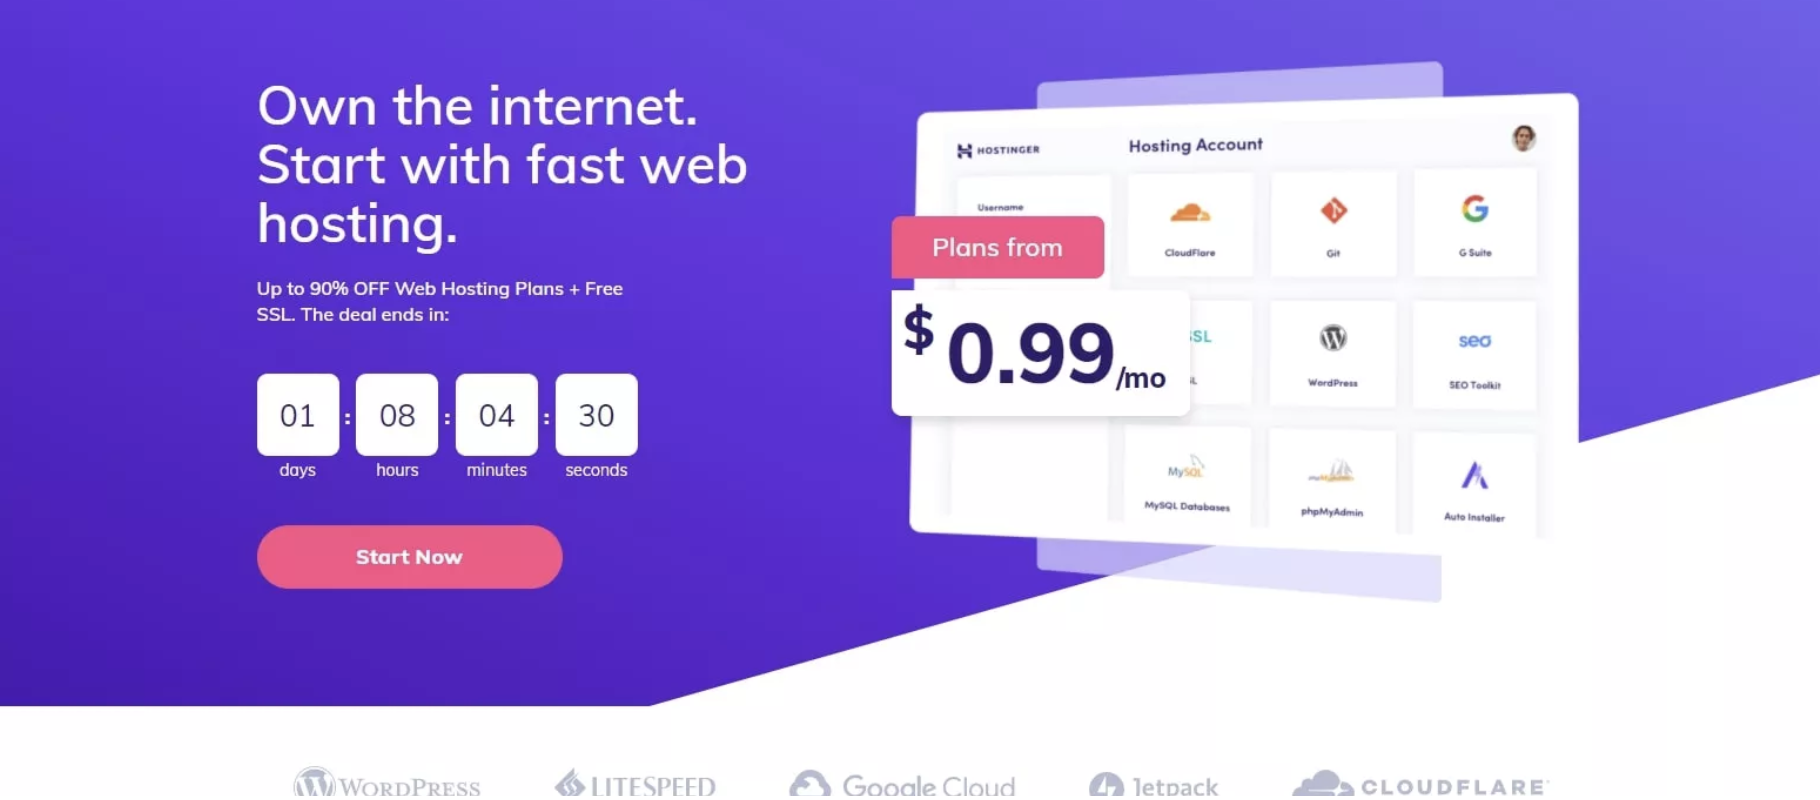 Own the internet.
Start with fast web
hosting.
Up to 90% OFF Web Hosting Plans + Free
SSL. The deal ends in:
01 : 08 : 04 : 30
days hours minutes seconds
Start Now
HOSTINGER
Hosting Account
Username
Plans from
$ 0.99/mo
CloudFlare
Git
G Suite
SSL
WordPress
seo
SEO Toolkit
MySQL
MySQL Databases
phpMyAdmin
Auto Installer
WORDPRESS
LITESPEED
Google Cloud
Jetpack
CLOUDFLARE